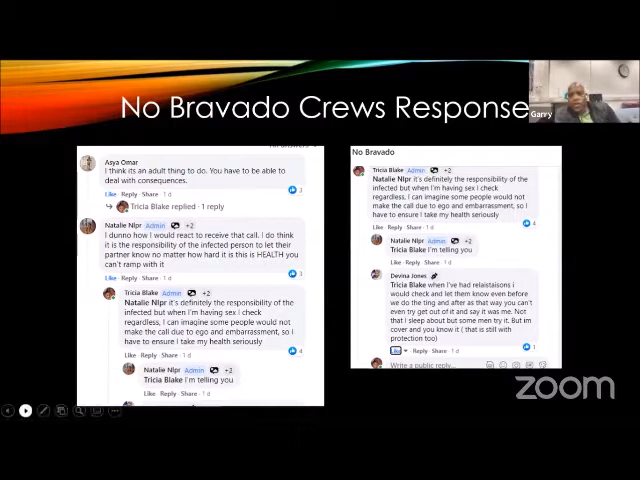 No Bravado Crews Response
Garry
Asya Omar
I think its an adult thing to do. You have to be able to
deal with consequences.
Like · Reply · Share · 1 d
3
Tricia Blake replied · 1 reply
Natalie Nlpr Admin +2
I dunno how I would react to receive that call. I do think
it is the responsibility of the infected person to let their
partner know no matter how hard it is this is HEALTH you
can't ramp with it
Like · Reply · Share · 1 d
3
Tricia Blake Admin +2
Natalie Nlpr it's definitely the responsibility of the
infected but when I'm having sex I check
regardless, I can imagine some people would not
make the call due to ego and embarrassment, so I
have to ensure I take my health seriously
Like · Reply · Share · 1 d
4
Natalie Nlpr Admin +2
Tricia Blake I'm telling you
Like · Reply · Share · 1 d
No Bravado
Tricia Blake Admin +2
Natalie Nlpr it's definitely the responsibility of the
infected but when I'm having sex I check
regardless, I can imagine some people would not
make the call due to ego and embarrassment, so I
have to ensure I take my health seriously
4
Like · Reply · Share · 1 d
Natalie Nlpr Admin +2
Tricia Blake I'm telling you
Like · Reply · Share · 1 d
Devina Jones
Tricia Blake when I've had relaistaisons i
would check and let them know even before
we do the ting and after as that way you can't
even try get out of it and say it was me. Not
that I sleep about but some men try it. But im
cover and you know it ( that is still with
protection too)
Like · Reply · Share · 1 d
1
Write a public reply...
zoom